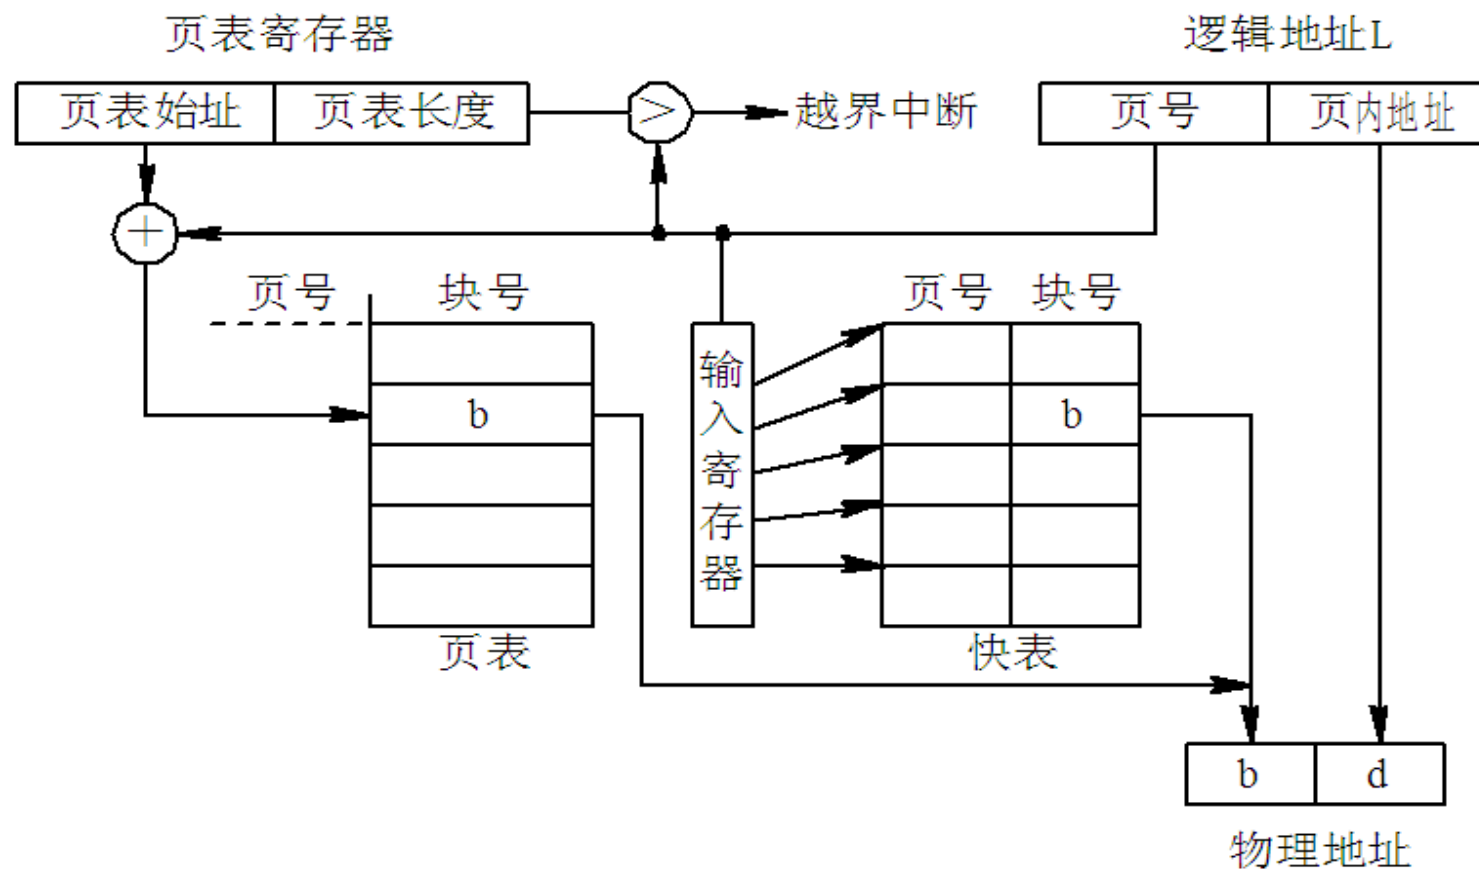 页表寄存器
逻辑地址L
页表始址
页表长度
>
越界中断
页号
页内地址
+
页号
块号
页号
块号
输入寄存器
b
b
页表
快表
b
d
物理地址